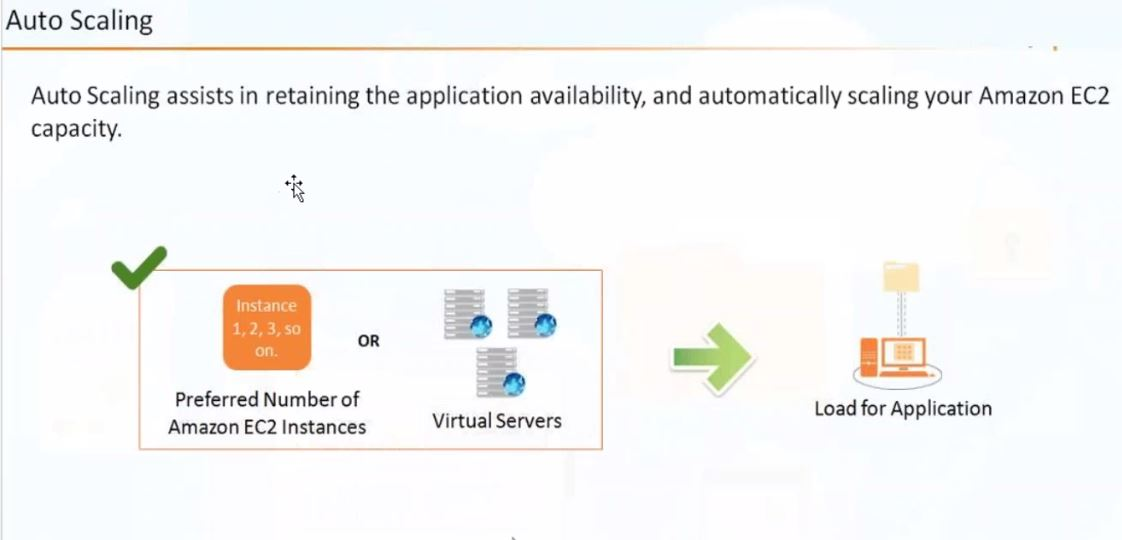 Auto Scaling
Auto Scaling assists in retaining the application availability, and automatically scaling your Amazon EC2
capacity.
Instance
1, 2, 3, so
on.
OR
Preferred Number of
Amazon EC2 Instances
Virtual Servers
Load for Application